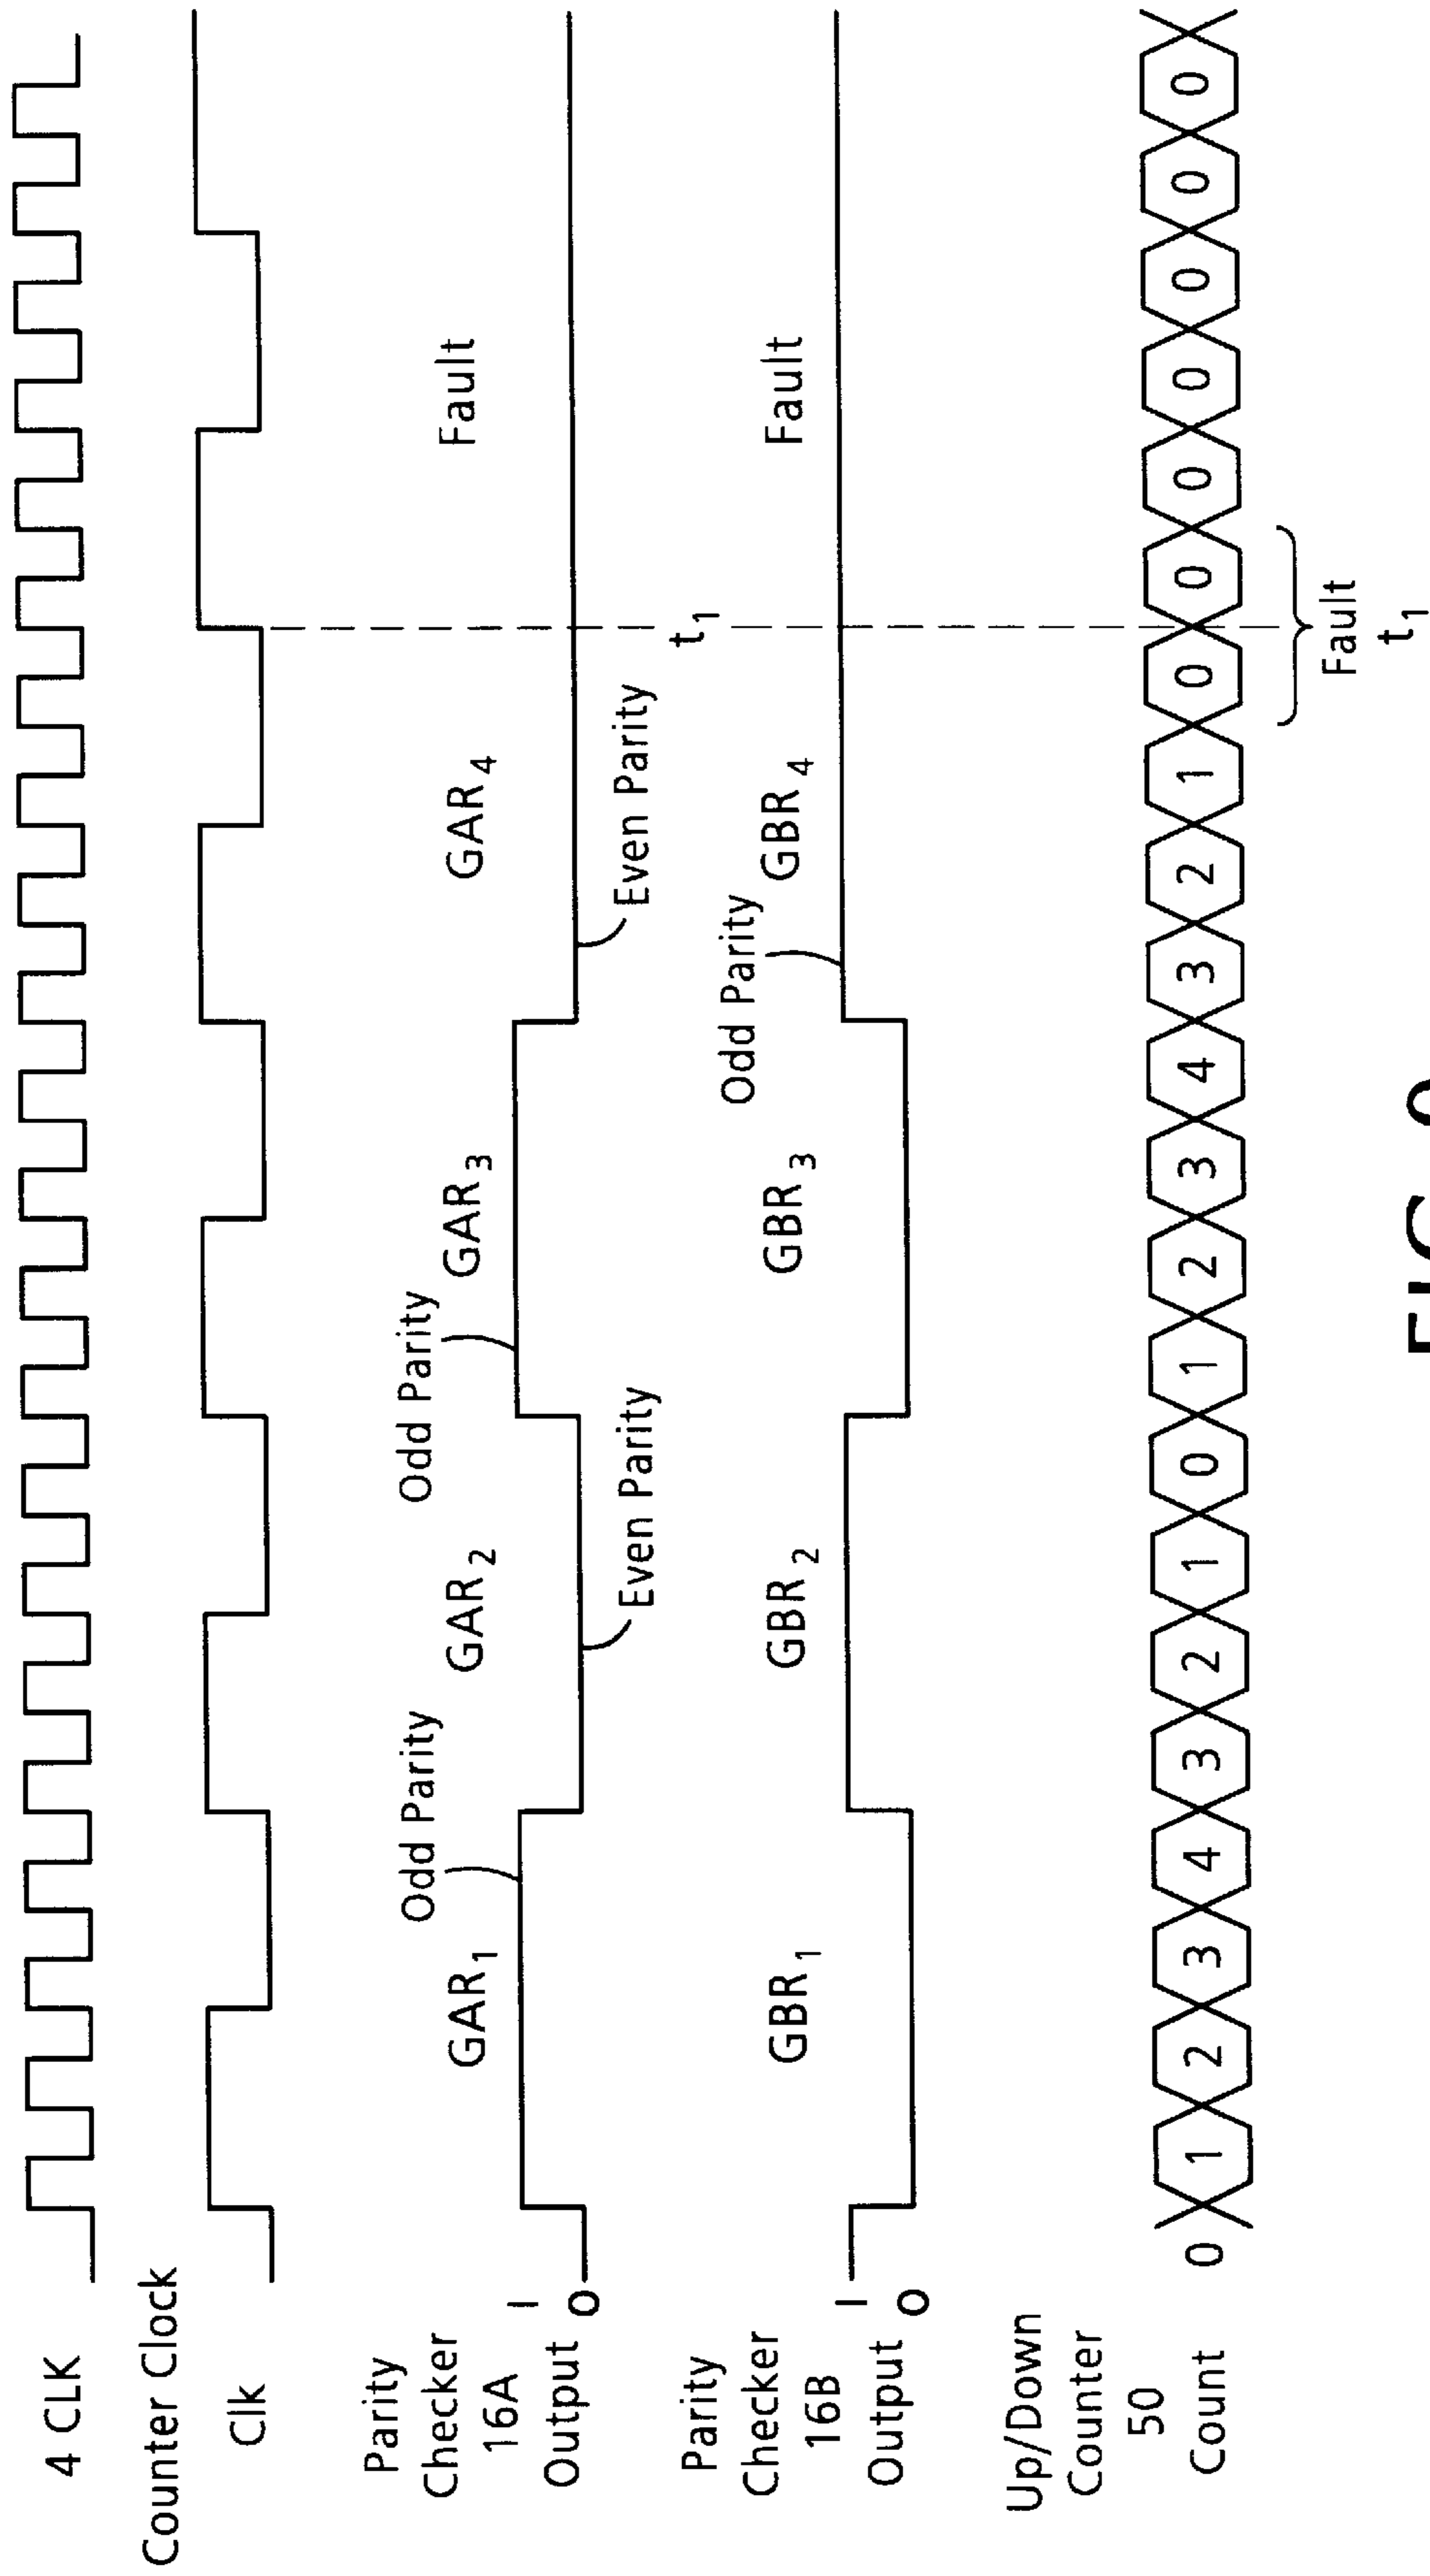 4 CLK
Counter Clock
Clk
Parity
Checker
16A
Output
1
0
GAR1
Odd Parity
GAR2
Even Parity
Odd Parity
GAR3
GAR4
Even Parity
Fault
t1
Parity
Checker
16B
Output
1
0
GBR1
GBR2
GBR3
Odd Parity
GBR4
Fault
Up/Down
Counter
50
Count
0 1 2 3 4 3 2 1 0 1 2 3 4 3 2 1 0 0 0 0 0 0 0
Fault
t1